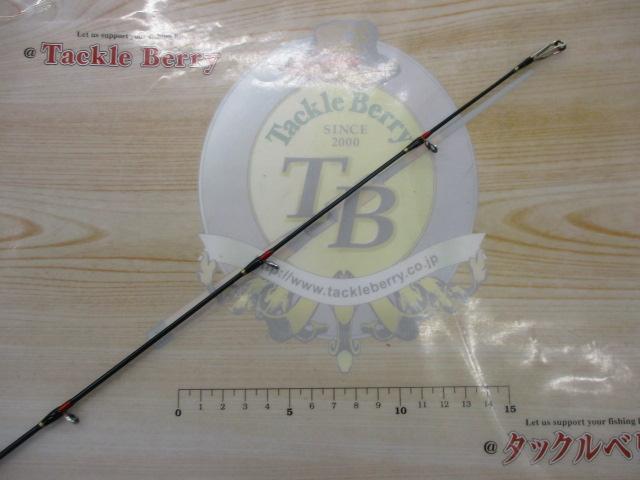 Let us support your fishing l
@ Tackle Berry
Tackle Berry
SINCE
2000
TB
http://www.tackleberry.co.jp
0 1 2 3 4 5 6 7 8 9 10 11 12 13 14 15
Let us support your fishing l
@ タックルベリ